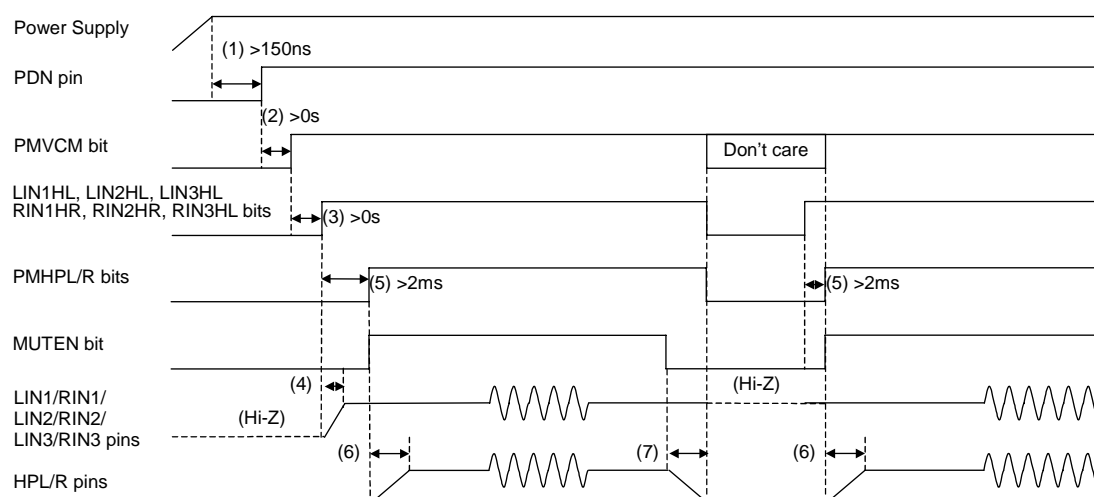 Power Supply
(1) >150ns
PDN pin
(2) >0s
PMVCM bit
Don't care
LIN1HL, LIN2HL, LIN3HL
RIN1HR, RIN2HR, RIN3HL bits
(3) >0s
PMHPL/R bits
(5) >2ms
(5) >2ms
MUTEN bit
(4)
(Hi-Z)
LIN1/RIN1/
LIN2/RIN2/
LIN3/RIN3 pins
(Hi-Z)
(6)
(7)
(6)
HPL/R pins